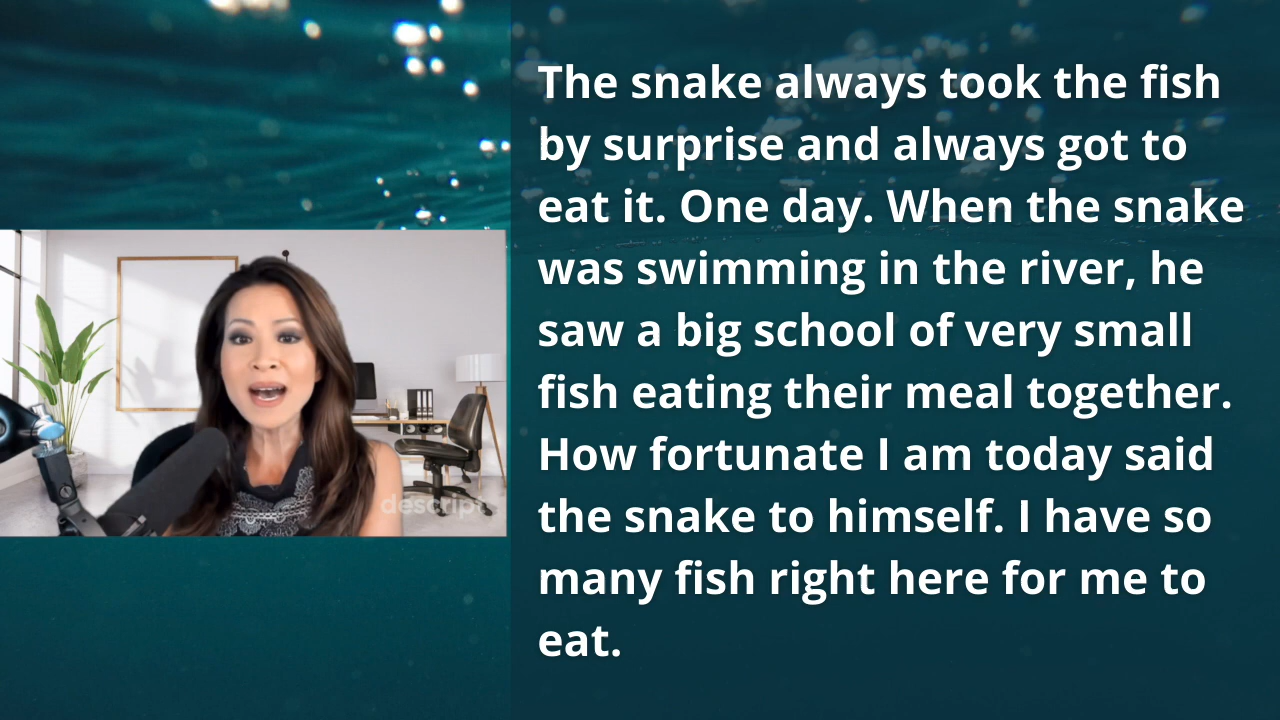 The snake always took the fish
by surprise and always got to
eat it. One day. When the snake
was swimming in the river, he
saw a big school of very small
fish eating their meal together.
How fortunate I am today said
the snake to himself. I have so
many fish right here for me to
eat.
descript